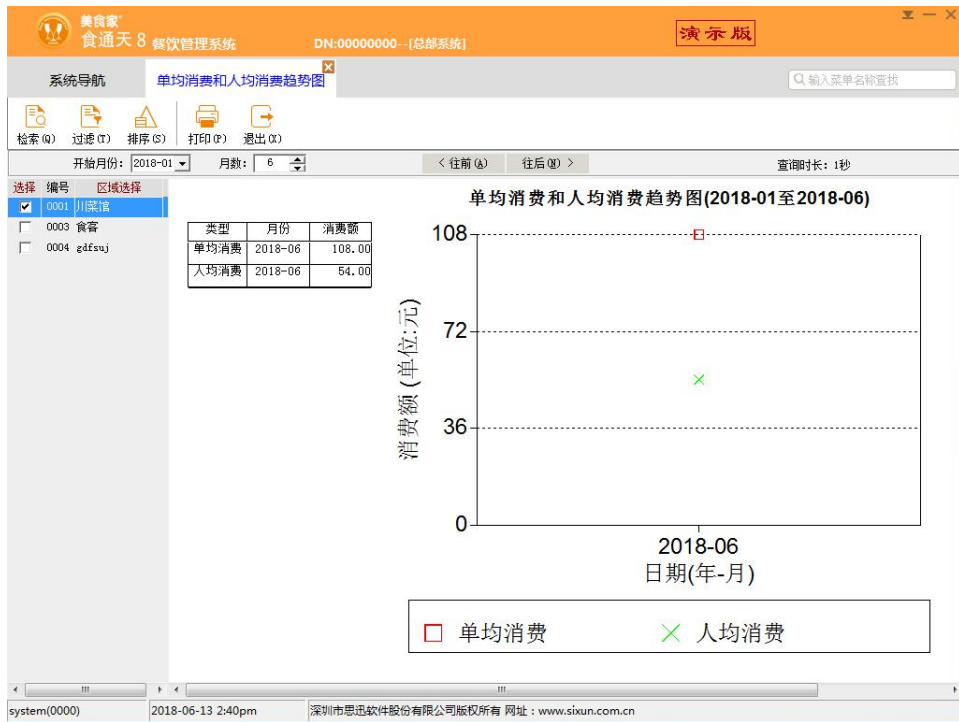 美食家
食通天 8 餐饮管理系统
DN:00000000--[总部系统]
演示版
系统导航
单均消费和人均消费趋势图
输入菜单名称查找
检索(Q) 过滤(T) 排序(S) 打印(P) 退出(X)
开始月份: 2018-01 月数: 6 < 往前(A) 往后(N) > 查询时长: 1秒
选择 编号 区域选择
0001 川菜馆
0003 食客
0004 gdfsuj
类型 月份 消费额
单均消费 2018-06 108.00
人均消费 2018-06 54.00
单均消费和人均消费趋势图(2018-01至2018-06)
消费额(单位:元)
108
72
36
0
2018-06
日期(年-月)
单均消费 人均消费
system(0000) 2018-06-13 2:40pm 深圳市思迅软件股份有限公司版权所有 网址：www.sixun.com.cn